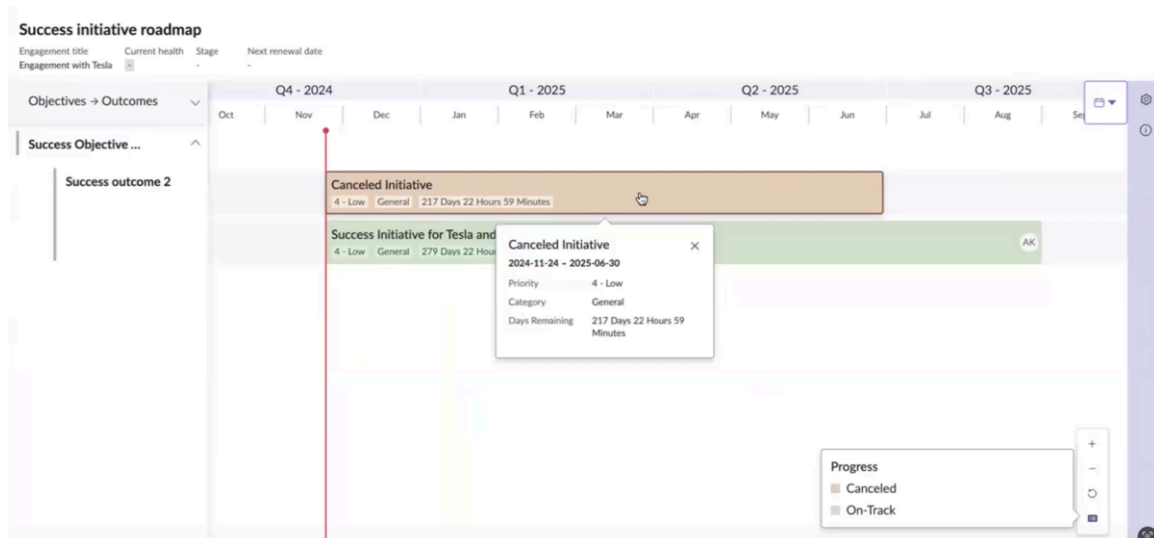 Success initiative roadmap
Engagement title Current health Stage Next renewal date
Engagement with Tesla - - -
Objectives → Outcomes
Q4 - 2024 Q1 - 2025 Q2 - 2025 Q3 - 2025
Oct Nov Dec Jan Feb Mar Apr May Jun Jul Aug
Success Objective ...
Success outcome 2
Canceled Initiative
4 - Low General 217 Days 22 Hours 59 Minutes
Success Initiative for Tesla and
4 - Low General 279 Days 22
AK
Canceled Initiative
2024-11-24 – 2025-06-30
Priority 4 - Low
Category General
Days Remaining 217 Days 22 Hours 59
Minutes
Progress
Canceled
On-Track